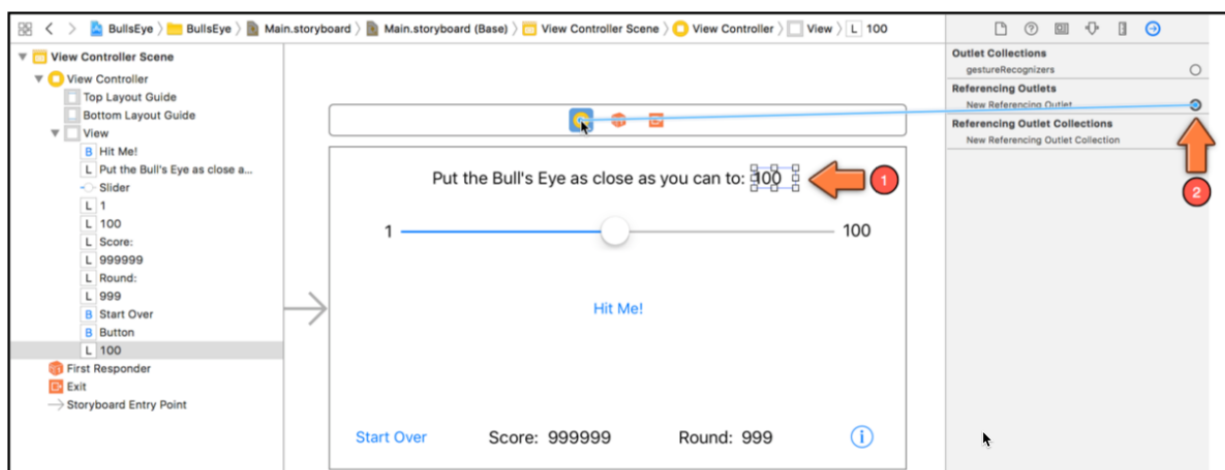 BullsEye BullsEye Main.storyboard Main.storyboard (Base) View Controller Scene View Controller View L 100
View Controller Scene
View Controller
Top Layout Guide
Bottom Layout Guide
View
B Hit Me!
L Put the Bull's Eye as close a...
Slider
L 1
L 100
L Score:
L 999999
L Round:
L 999
B Start Over
B Button
L 100
First Responder
Exit
Storyboard Entry Point
Put the Bull's Eye as close as you can to: 100
1
1 100
Hit Me!
Start Over Score: 999999 Round: 999
Outlet Collections
gestureRecognizers
Referencing Outlets
New Referencing Outlet
Referencing Outlet Collections
New Referencing Outlet Collection
2